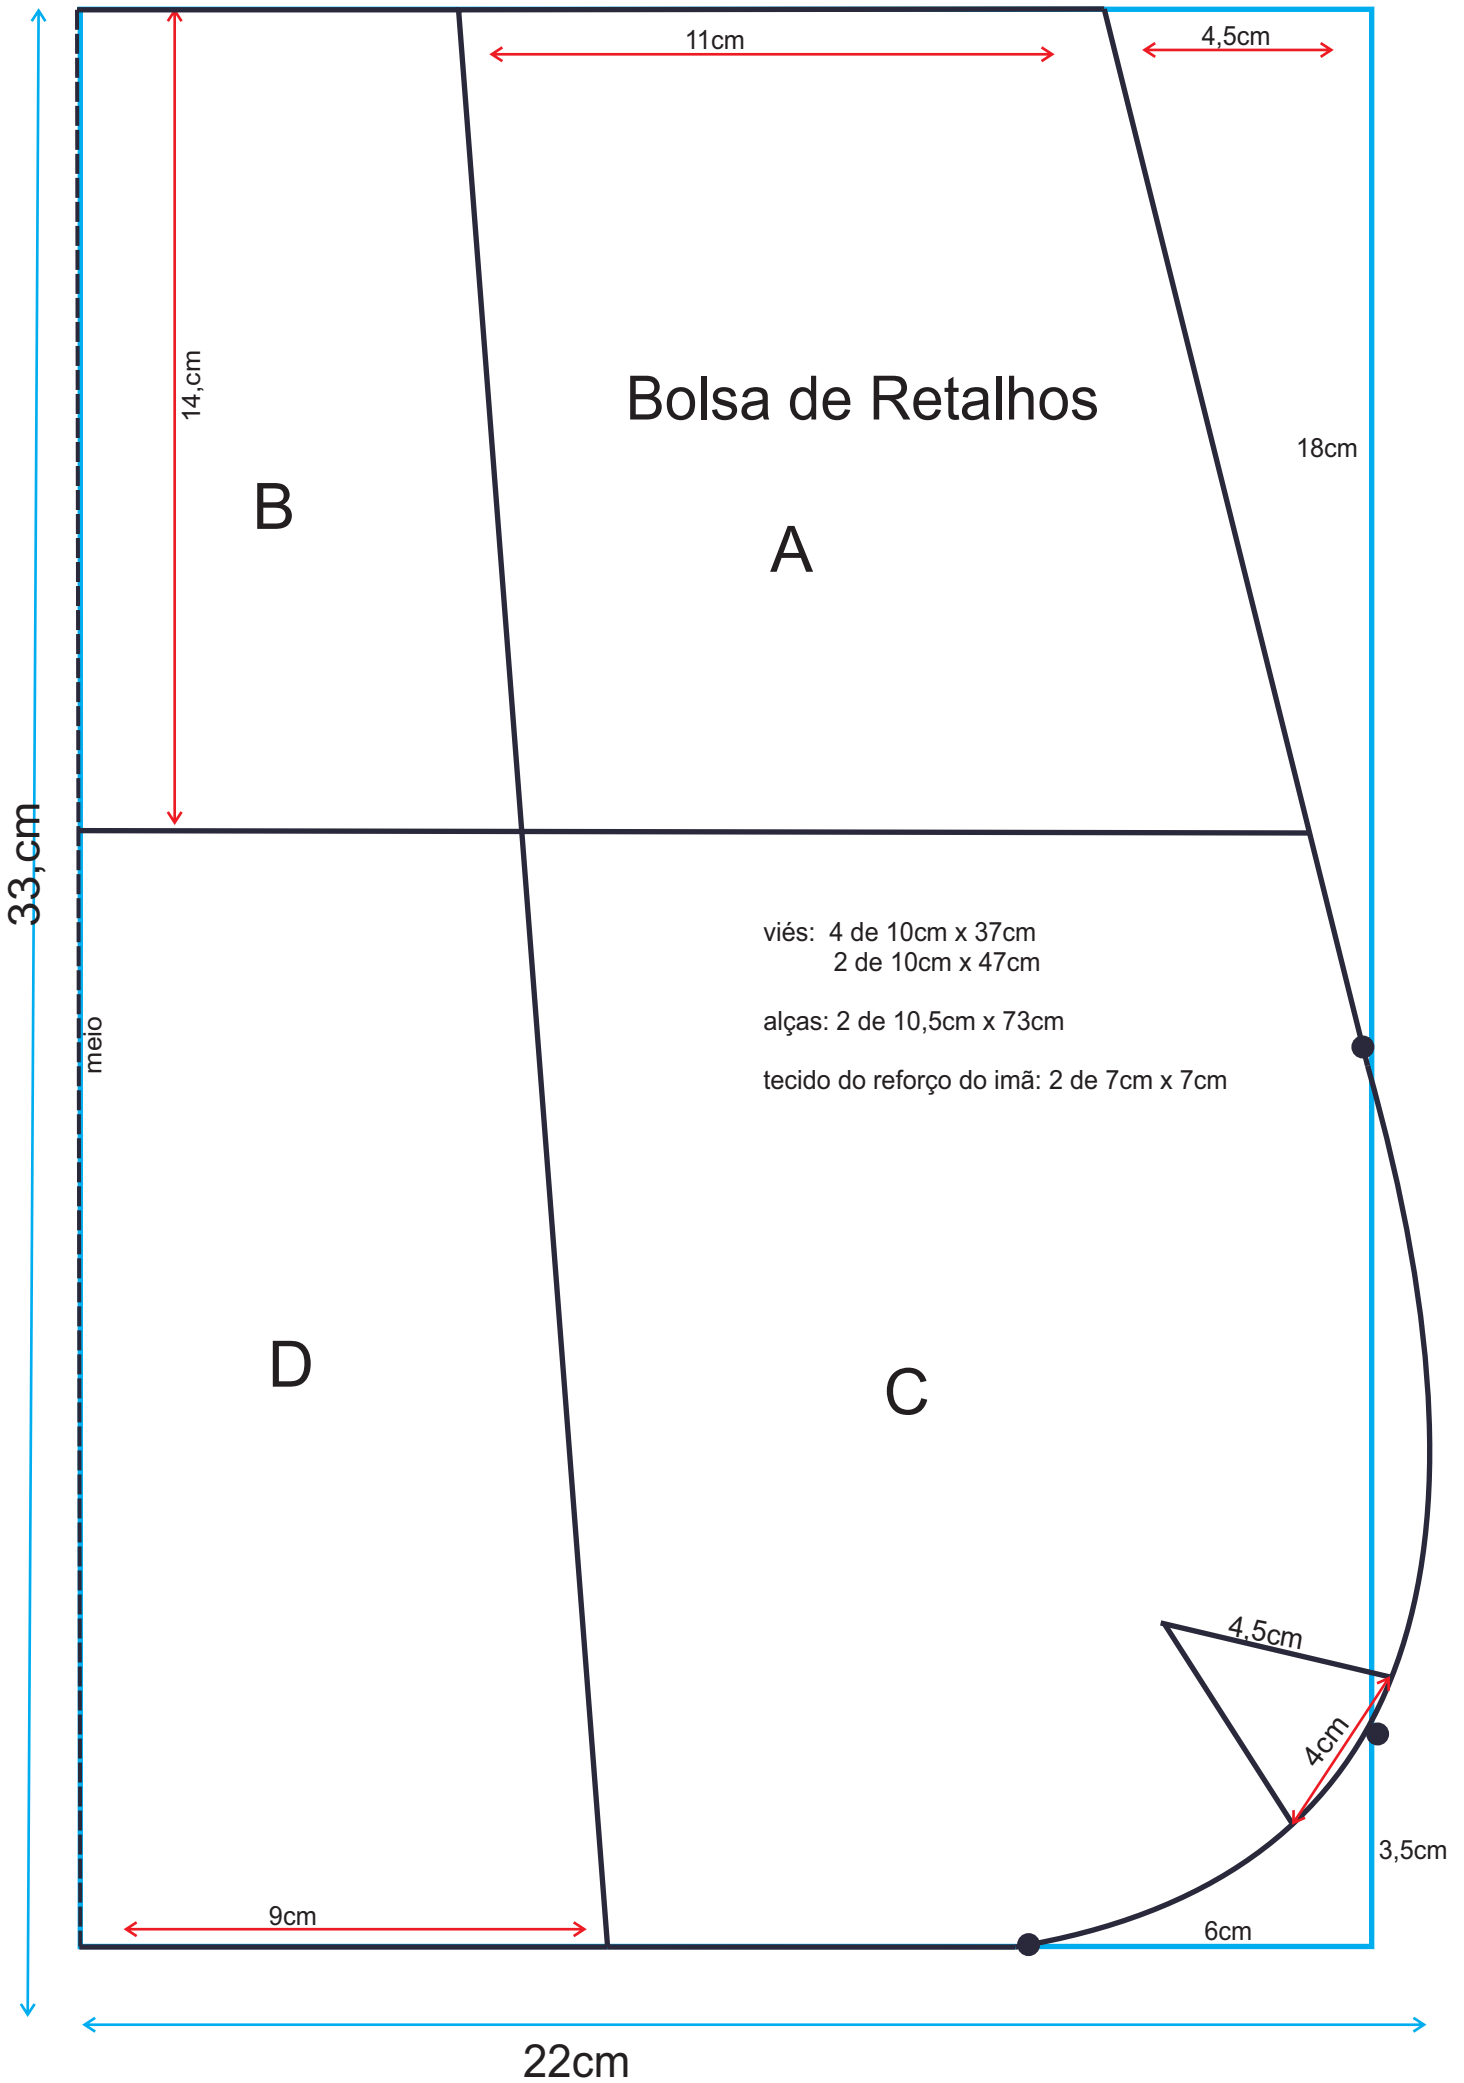 11cm
4,5cm
14,cm
Bolsa de Retalhos
18cm
B
A
33,cm
viés: 4 de 10cm x 37cm
2 de 10cm x 47cm
alças: 2 de 10,5cm x 73cm
meio
tecido do reforço do imã: 2 de 7cm x 7cm
D
C
4,5cm
4cm
3,5cm
9cm
6cm
22cm